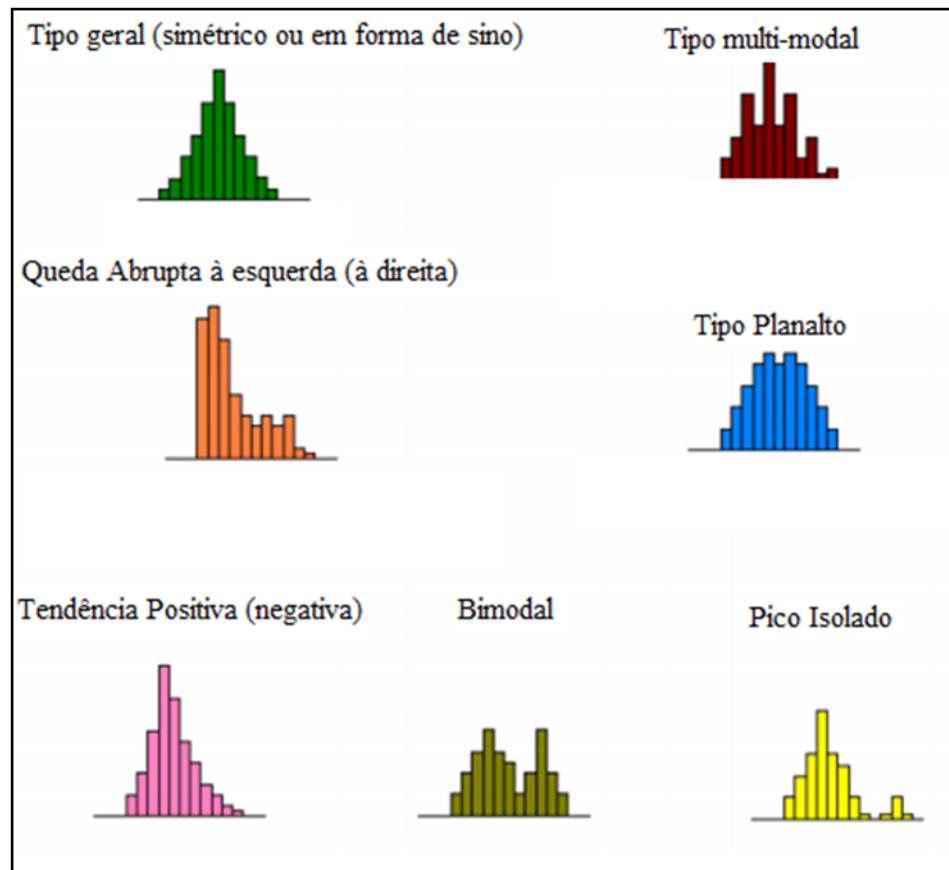 Tipo geral (simétrico ou em forma de sino)
Tipo multi-modal
Queda Abrupta à esquerda (à direita)
Tipo Planalto
Tendência Positiva (negativa)
Bimodal
Pico Isolado